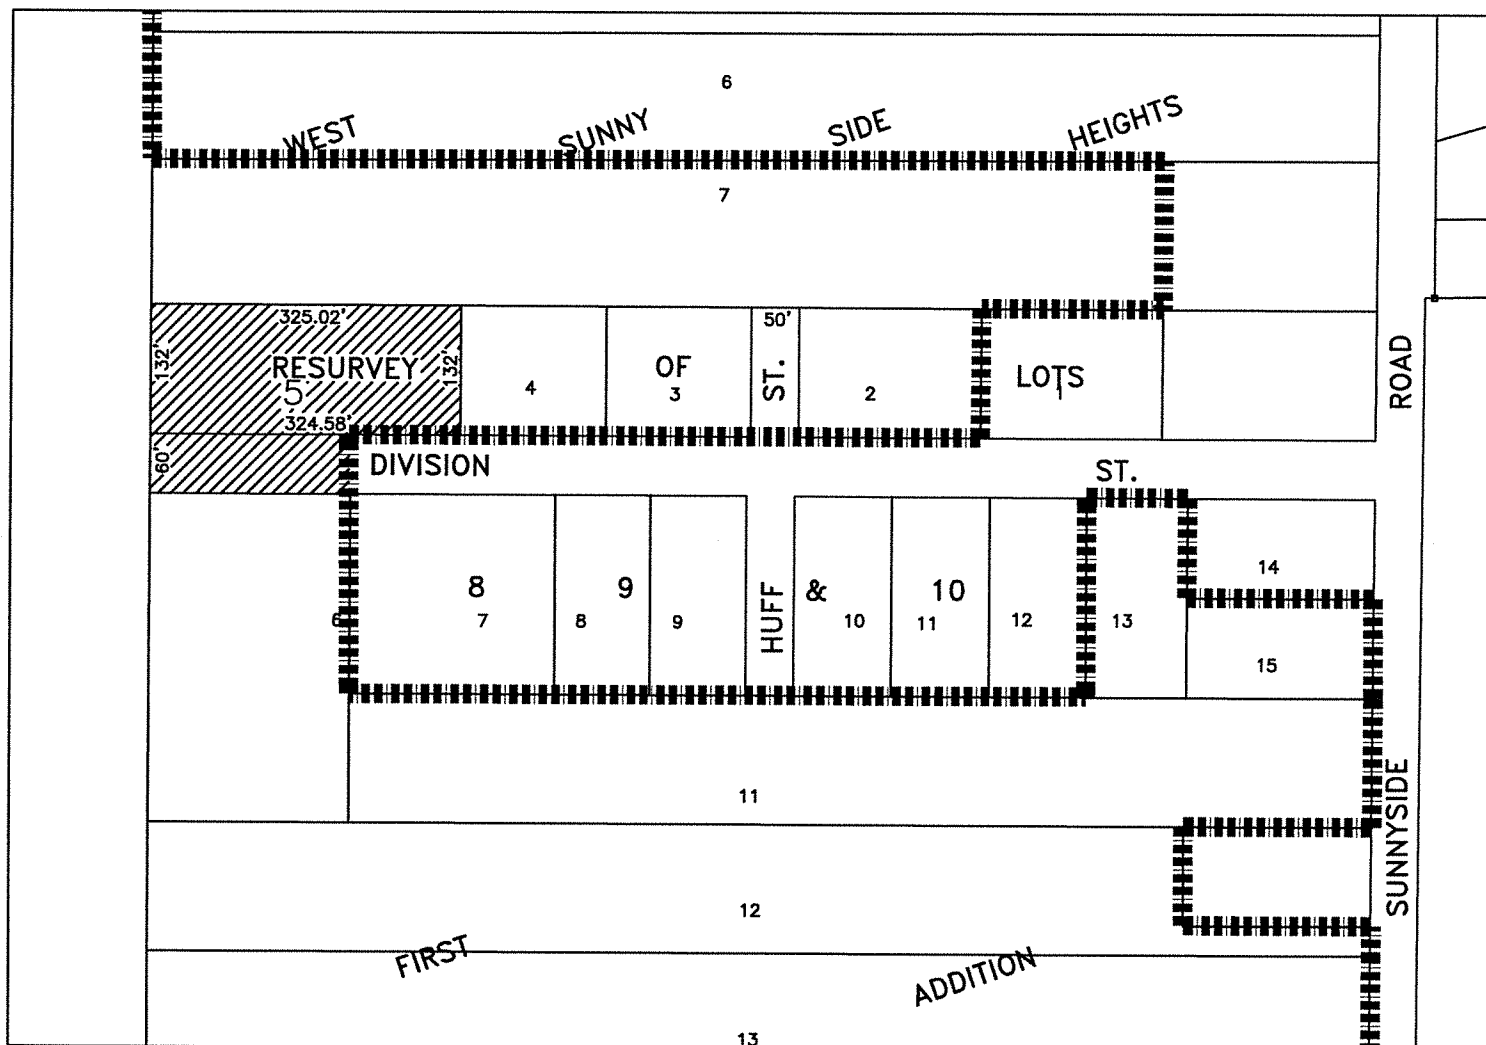 6
WEST SUNNY SIDE HEIGHTS
7
325.02'
50'
132'
RESURVEY
132'
OF
ST.
LOTS
ROAD
5
4
3
2
1
324.58'
60'
DIVISION
ST.
14
8
9
&
10
HUFF
6
7
8
9
10
11
12
13
15
11
SUNNYSIDE
12
FIRST ADDITION
13